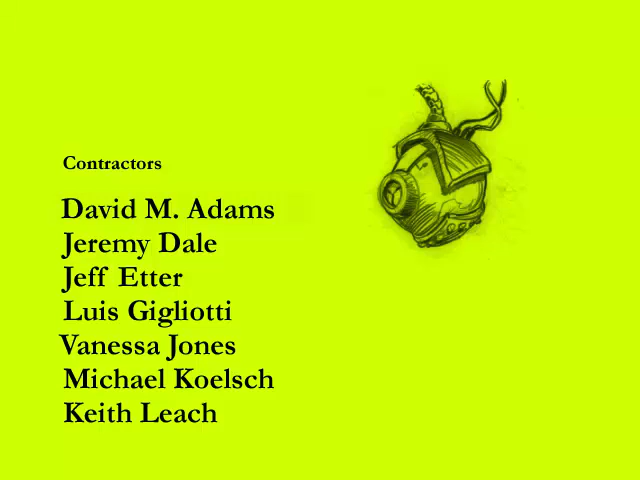 Contractors
David M. Adams
Jeremy Dale
Jeff Etter
Luis Gigliotti
Vanessa Jones
Michael Koelsch
Keith Leach